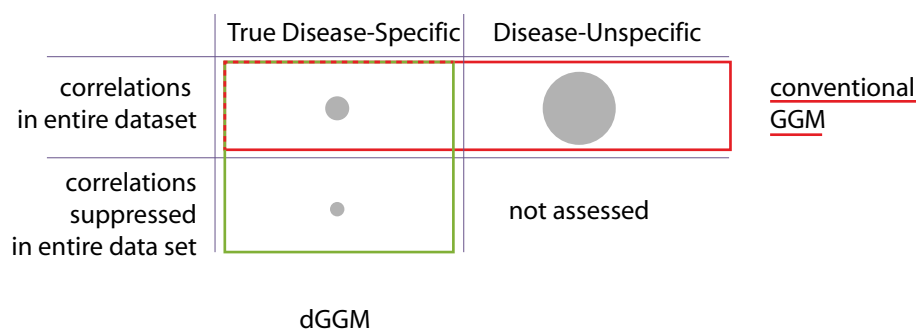 True Disease-Specific
Disease-Unspecific
correlations
in entire dataset
conventional
GGM
correlations
suppressed
in entire data set
not assessed
dGGM